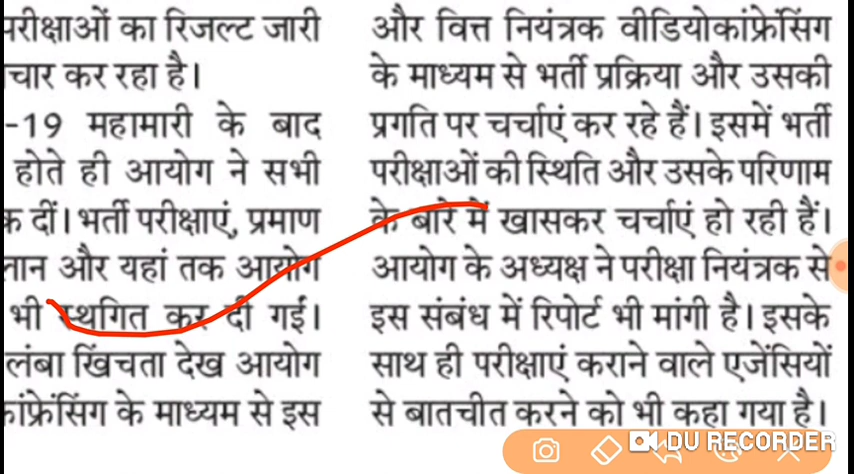 परीक्षाओं का रिजल्ट जारी
चार कर रहा है।
-19 महामारी के बाद
होते ही आयोग ने सभी
क दीं। भर्ती परीक्षाएं, प्रमाण
तान और यहां तक आयोग
भी स्थगित कर दी गईं।
लंबा खिंचता देख आयोग
कांफ्रेंसिंग के माध्यम से इस
और वित्त नियंत्रक वीडियोकांफ्रेंसिंग
के माध्यम से भर्ती प्रक्रिया और उसकी
प्रगति पर चर्चाएं कर रहे हैं। इसमें भर्ती
परीक्षाओं की स्थिति और उसके परिणाम
के बारे में खासकर चर्चाएं हो रही हैं।
आयोग के अध्यक्ष ने परीक्षा नियंत्रक से
इस संबंध में रिपोर्ट भी मांगी है। इसके
साथ ही परीक्षाएं कराने वाले एजेंसियों
से बातचीत करने को भी कहा गया है।
DU RECORDER